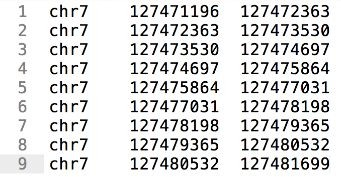 1 chr7 127471196 127472363
2 chr7 127472363 127473530
3 chr7 127473530 127474697
4 chr7 127474697 127475864
5 chr7 127475864 127477031
6 chr7 127477031 127478198
7 chr7 127478198 127479365
8 chr7 127479365 127480532
9 chr7 127480532 127481699